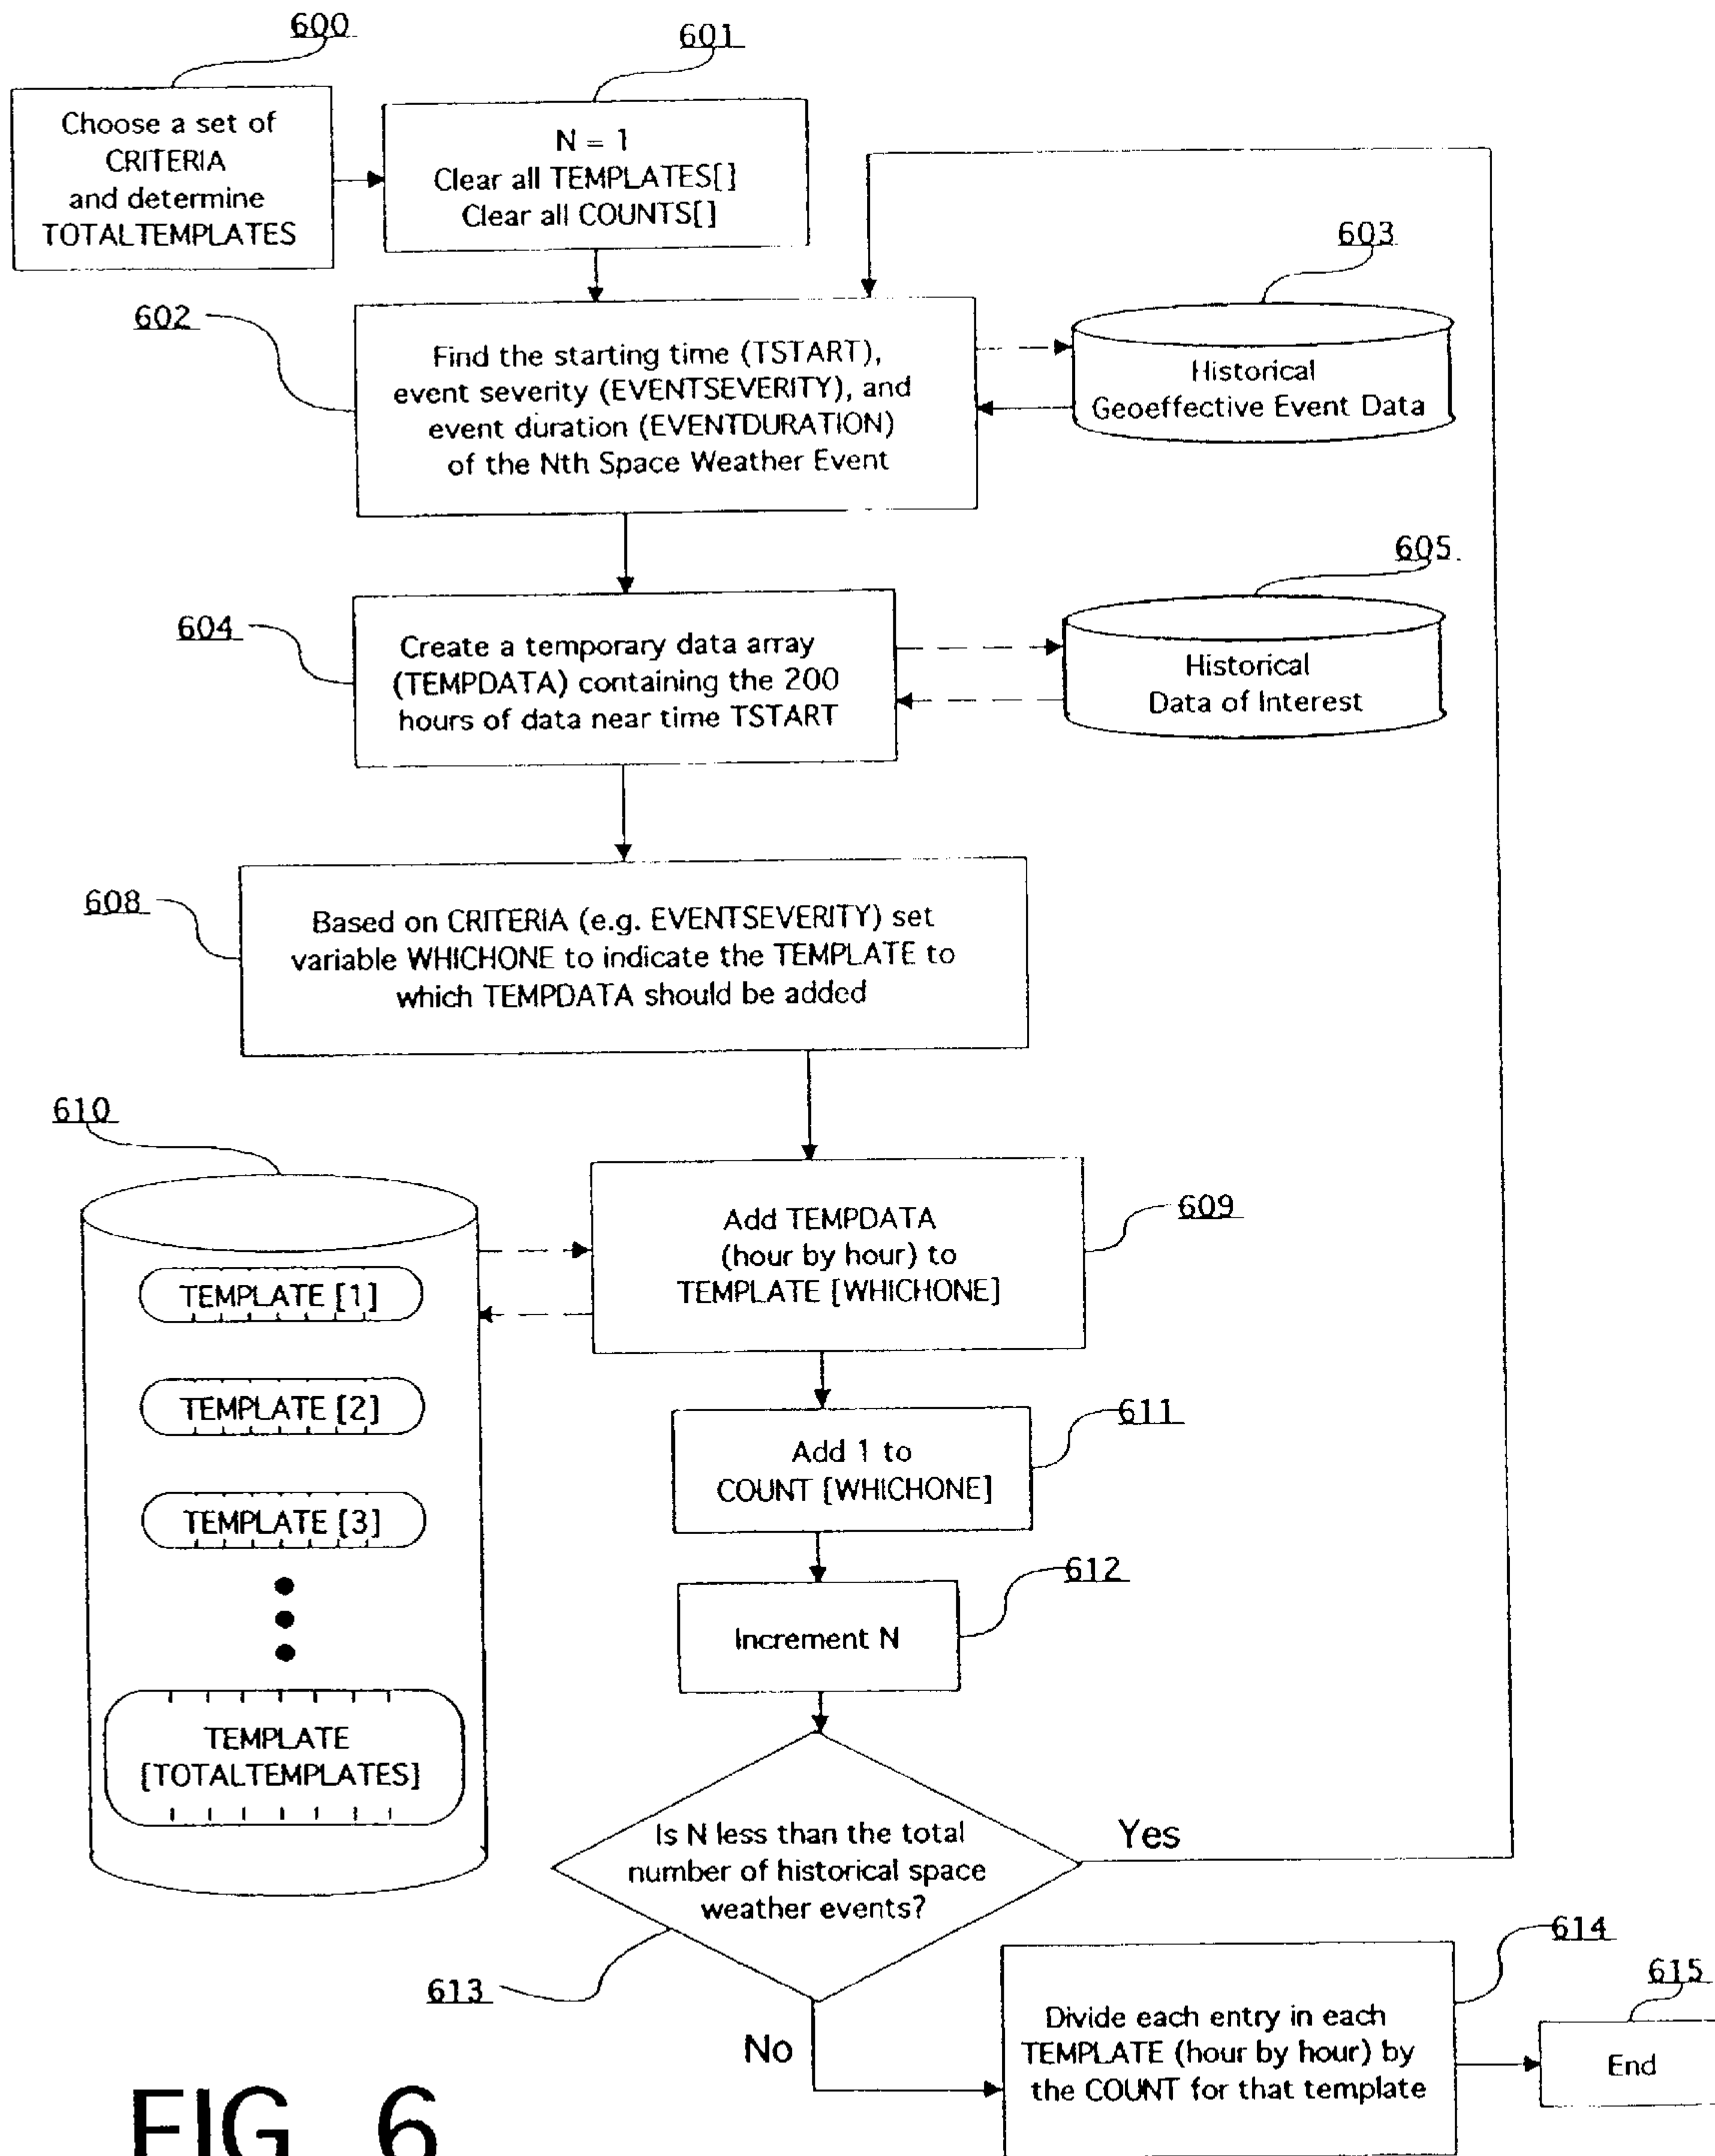 600
601
Choose a set of
CRITERIA
and determine
TOTALTEMPLATES
N = 1
Clear all TEMPLATES[]
Clear all COUNTS[]
603
602
Find the starting time (TSTART),
event severity (EVENTSEVERITY), and
event duration (EVENTDURATION)
of the Nth Space Weather Event
Historical
Geoeffective Event Data
605
604
Create a temporary data array
(TEMPDATA) containing the 200
hours of data near time TSTART
Historical
Data of Interest
608
Based on CRITERIA (e.g. EVENTSEVERITY) set
variable WHICHONE to indicate the TEMPLATE to
which TEMPDATA should be added
610
609
Add TEMPDATA
(hour by hour) to
TEMPLATE [WHICHONE]
TEMPLATE [1]
TEMPLATE [2]
TEMPLATE [3]
TEMPLATE
[TOTALTEMPLATES]
611
Add 1 to
COUNT [WHICHONE]
612
Increment N
Is N less than the total
number of historical space
weather events?
Yes
613
No
614
Divide each entry in each
TEMPLATE (hour by hour) by
the COUNT for that template
615
End
FIG 6